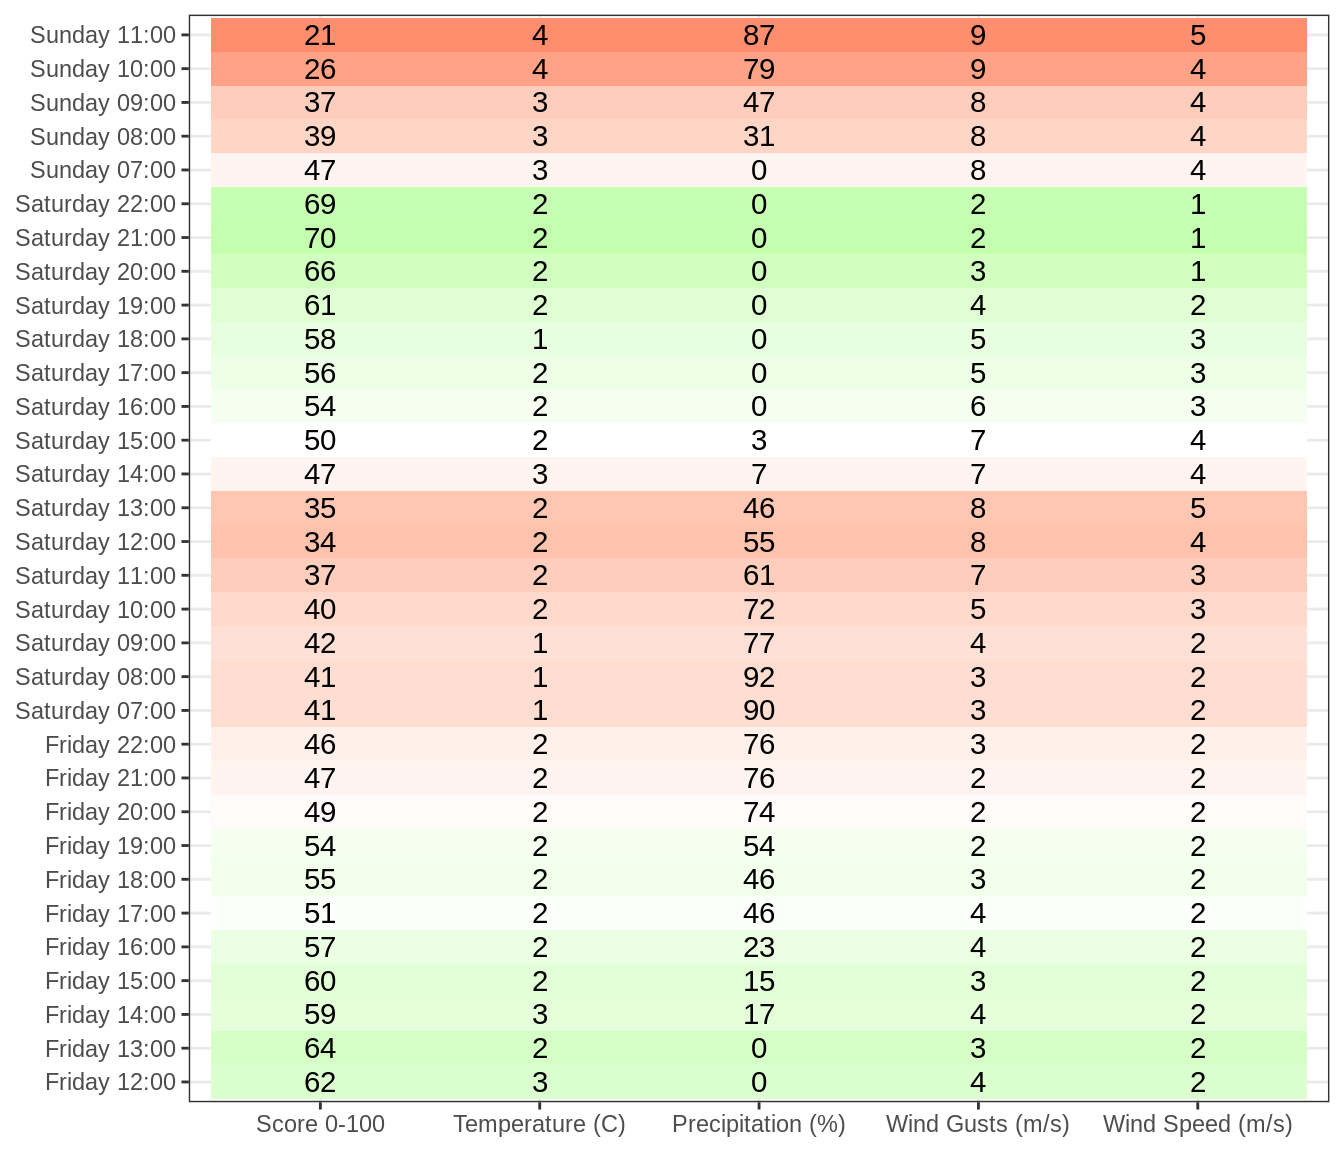 Sunday 11:00 21 4 87 9 5
Sunday 10:00 26 4 79 9 4
Sunday 09:00 37 3 47 8 4
Sunday 08:00 39 3 31 8 4
Sunday 07:00 47 3 0 8 4
Saturday 22:00 69 2 0 2 1
Saturday 21:00 70 2 0 2 1
Saturday 20:00 66 2 0 3 1
Saturday 19:00 61 2 0 4 2
Saturday 18:00 58 1 0 5 3
Saturday 17:00 56 2 0 5 3
Saturday 16:00 54 2 0 6 3
Saturday 15:00 50 2 3 7 4
Saturday 14:00 47 3 7 7 4
Saturday 13:00 35 2 46 8 5
Saturday 12:00 34 2 55 8 4
Saturday 11:00 37 2 61 7 3
Saturday 10:00 40 2 72 5 3
Saturday 09:00 42 1 77 4 2
Saturday 08:00 41 1 92 3 2
Saturday 07:00 41 1 90 3 2
Friday 22:00 46 2 76 3 2
Friday 21:00 47 2 76 2 2
Friday 20:00 49 2 74 2 2
Friday 19:00 54 2 54 2 2
Friday 18:00 55 2 46 3 2
Friday 17:00 51 2 46 4 2
Friday 16:00 57 2 23 4 2
Friday 15:00 60 2 15 3 2
Friday 14:00 59 3 17 4 2
Friday 13:00 64 2 0 3 2
Friday 12:00 62 3 0 4 2
Score 0-100 Temperature (C) Precipitation (%) Wind Gusts (m/s) Wind Speed (m/s)